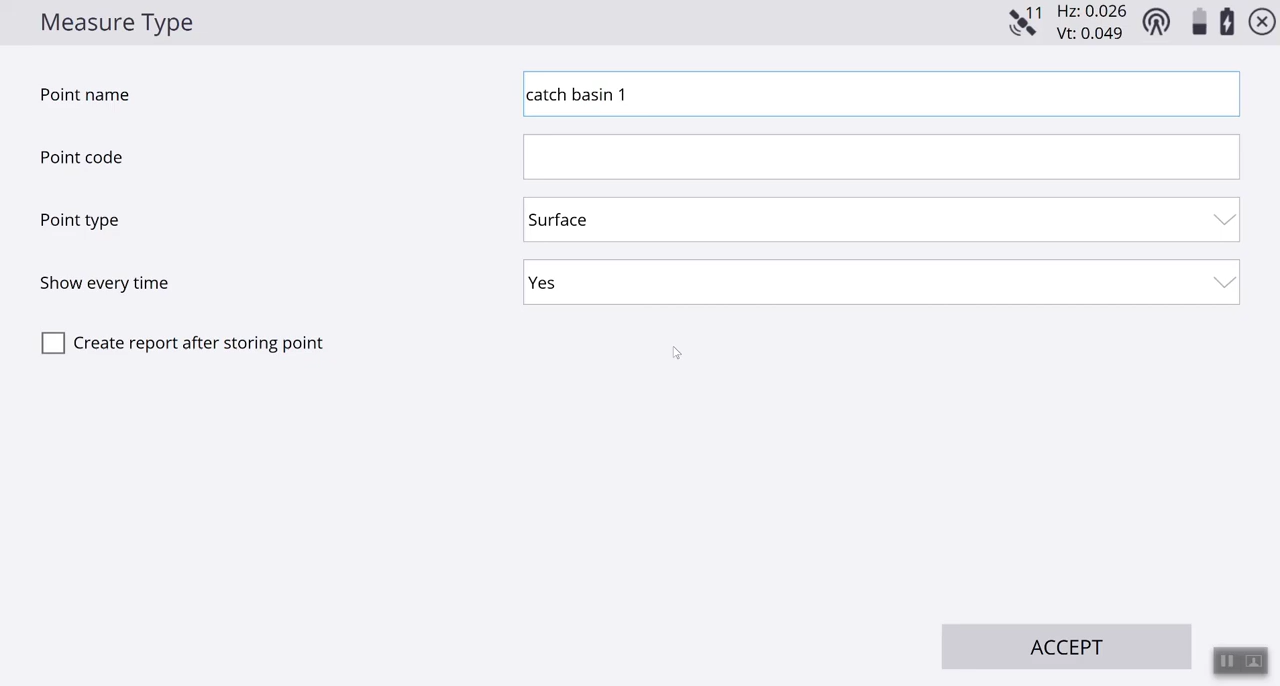 Measure Type
11
Hz: 0.026
Vt: 0.049
Point name
catch basin 1
Point code
Point type
Surface
Show every time
Yes
Create report after storing point
ACCEPT